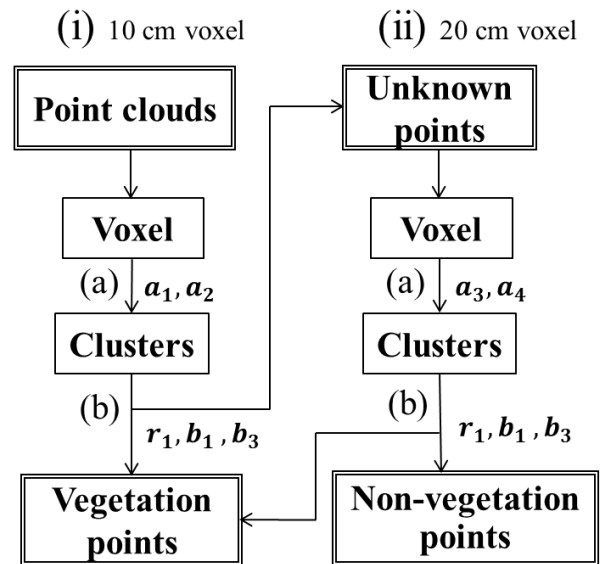 (i) 10 cm voxel
Point clouds
Voxel
(a) a₁, a₂
Clusters
(b)
r₁, b₁, b₃
Vegetation
points
(ii) 20 cm voxel
Unknown
points
Voxel
(a) a₃, a₄
Clusters
(b)
r₁, b₁, b₃
Non-vegetation
points